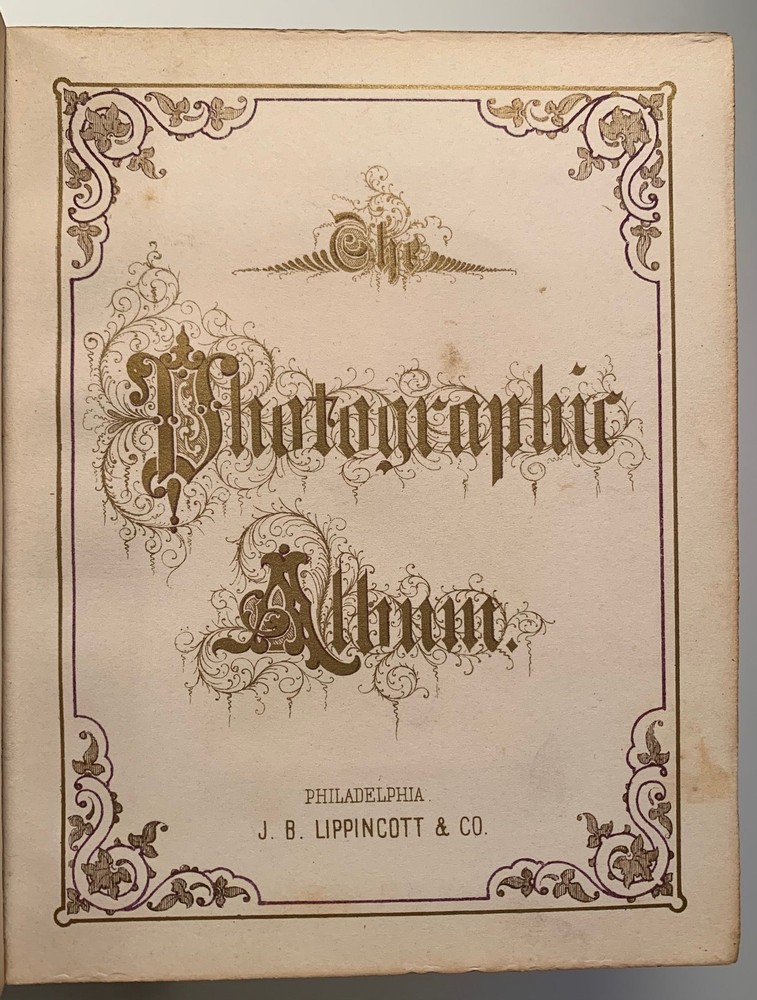 The
Photographic
Album.
PHILADELPHIA.
J. B. LIPPINCOTT & CO.